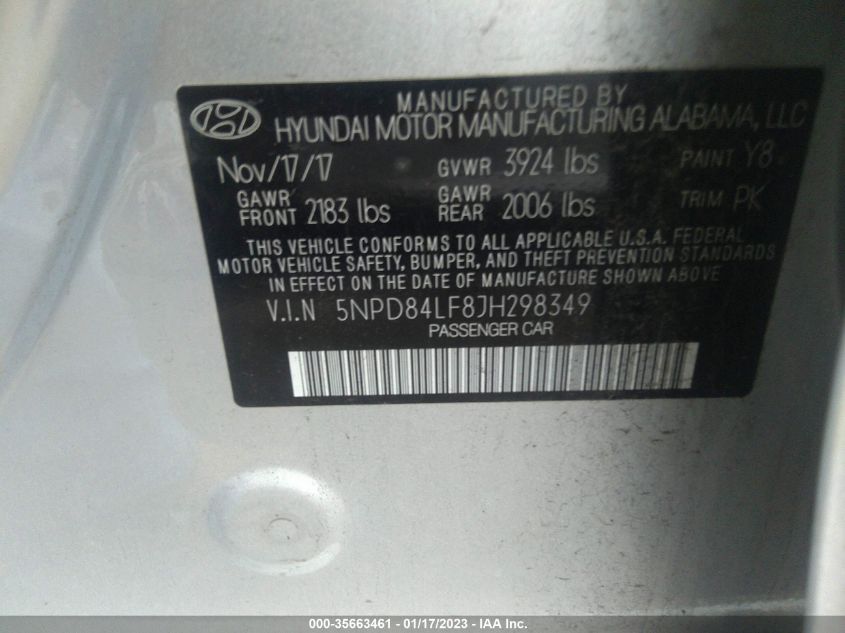 MANUFACTURED BY
HYUNDAI MOTOR MANUFACTURING ALABAMA, LLC
Nov/17/17 GVWR 3924 lbs PAINT Y8
GAWR FRONT 2183 lbs GAWR REAR 2006 lbs TRIM PK
THIS VEHICLE CONFORMS TO ALL APPLICABLE U.S.A. FEDERAL
MOTOR VEHICLE SAFETY, BUMPER, AND THEFT PREVENTION STANDARDS
IN EFFECT ON THE DATE OF MANUFACTURE SHOWN ABOVE
V.I.N 5NPD84LF8JH298349
PASSENGER CAR
000-35663461 - 01/17/2023 - IAA Inc.